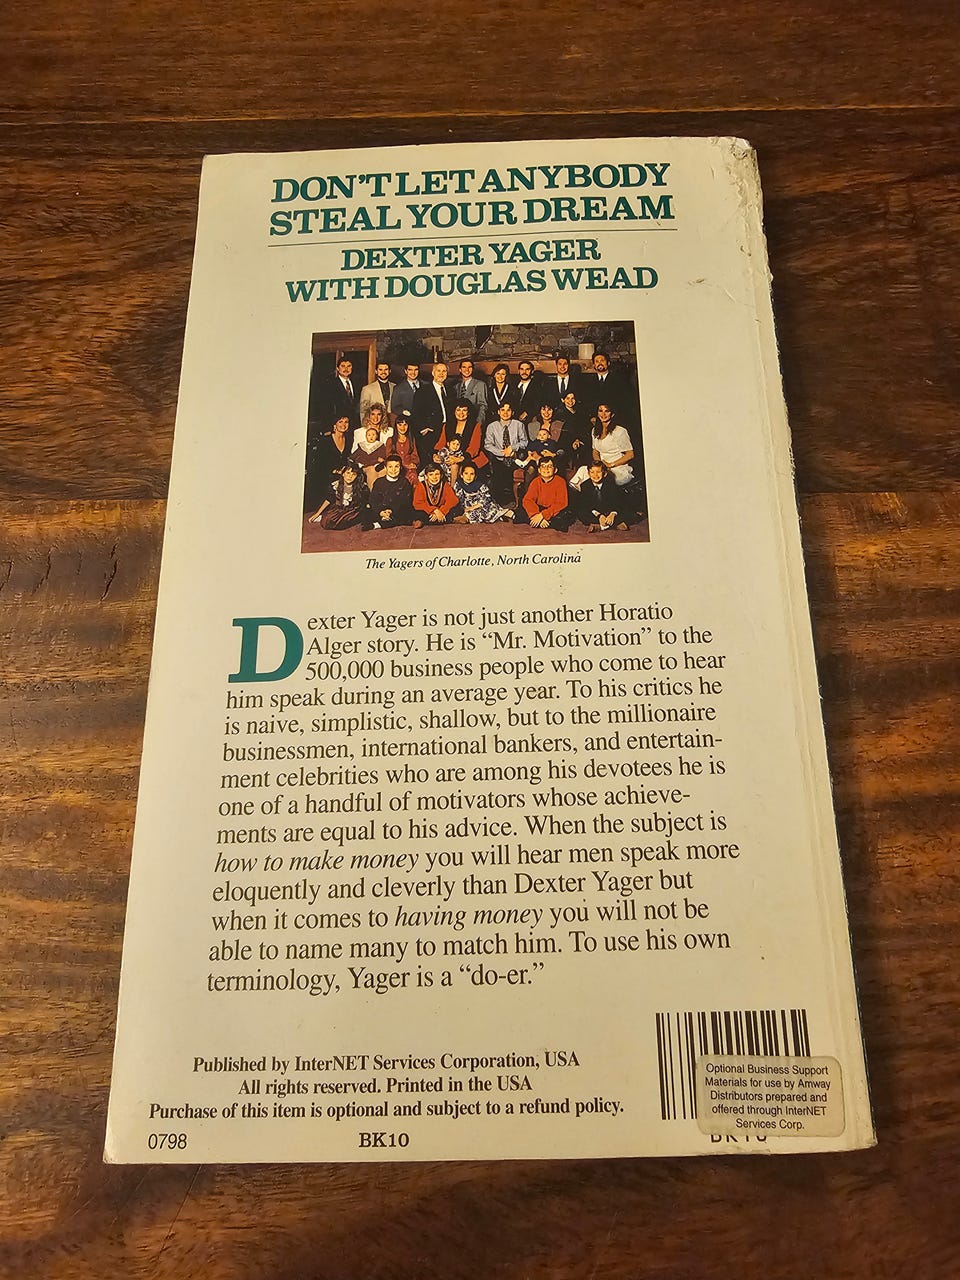 DON'T LET ANYBODY
STEAL YOUR DREAM
DEXTER YAGER
WITH DOUGLAS WEAD
The Yagers of Charlotte, North Carolina
Dexter Yager is not just another Horatio
Alger story. He is “Mr. Motivation” to the
500,000 business people who come to hear
him speak during an average year. To his critics he
is naive, simplistic, shallow, but to the millionaire
businessmen, international bankers, and entertain-
ment celebrities who are among his devotees he is
one of a handful of motivators whose achieve-
ments are equal to his advice. When the subject is
how to make money you will hear men speak more
eloquently and cleverly than Dexter Yager but
when it comes to having money you will not be
able to name many to match him. To use his own
terminology, Yager is a “do-er.”
Published by InterNET Services Corporation, USA
All rights reserved. Printed in the USA
Purchase of this item is optional and subject to a refund policy.
0798
BK10
Optional Business Support
Materials for use by Amway
Distributors prepared and
offered through InterNET
Services Corp.